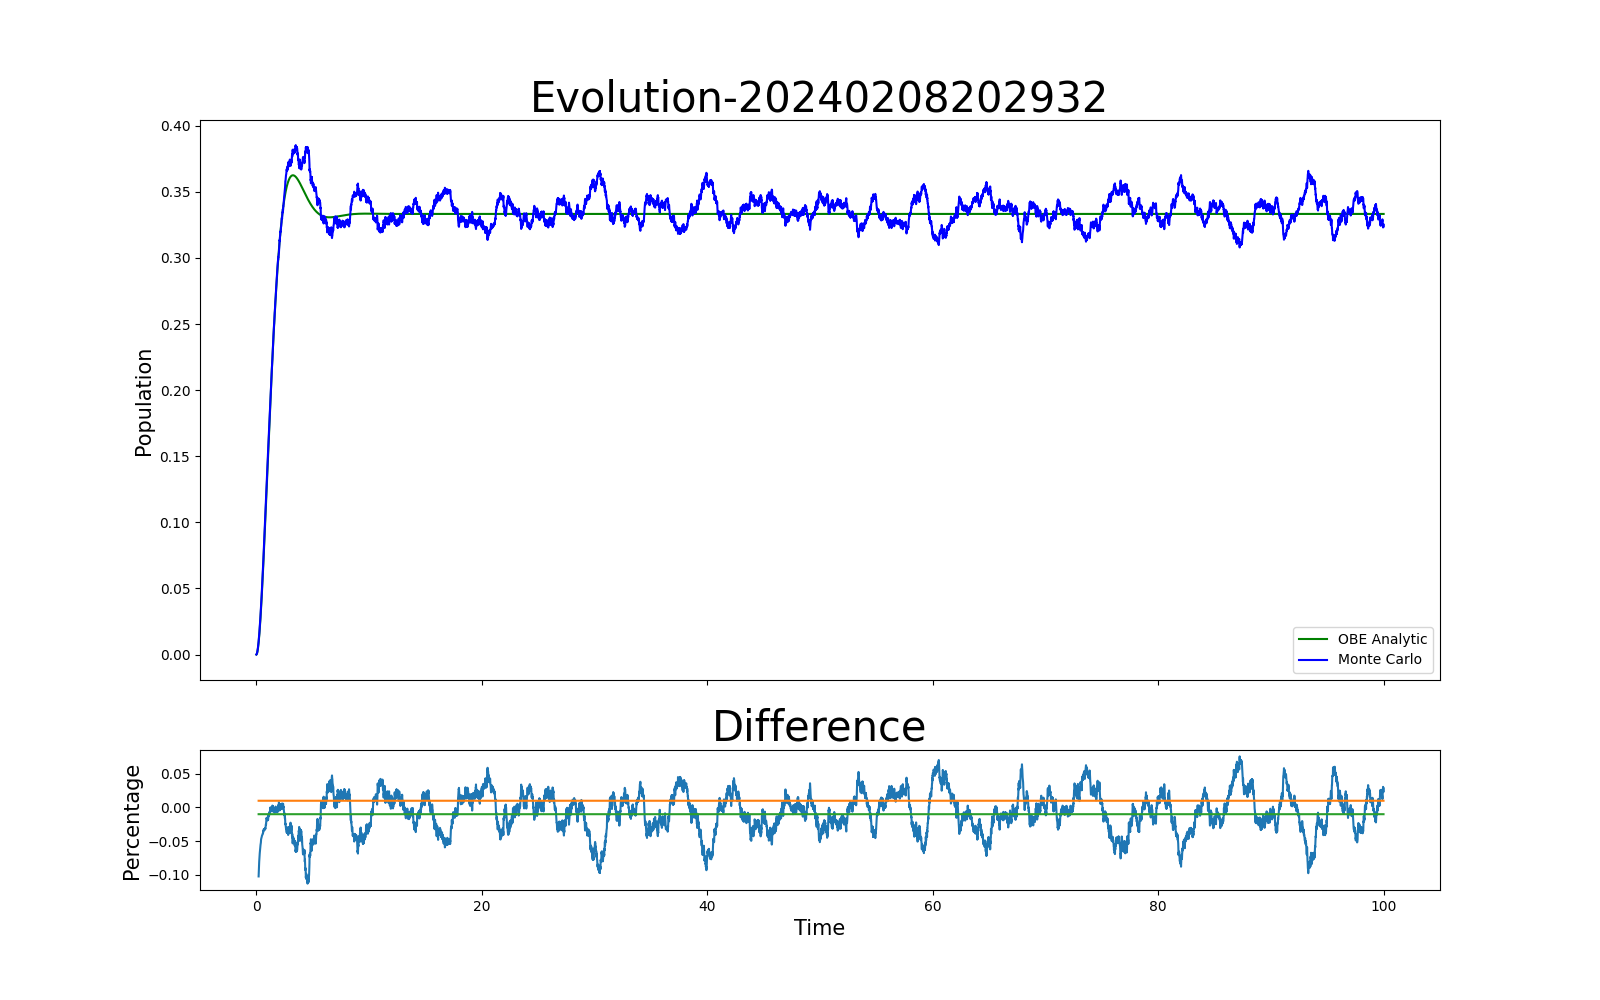 Evolution-20240208202932
0.40
0.35
0.30
0.25
0.20
0.15
0.10
0.05
0.00
Population
OBE Analytic
Monte Carlo
Difference
0.05
0.00
−0.05
−0.10
Percentage
0 20 40 60 80 100
Time